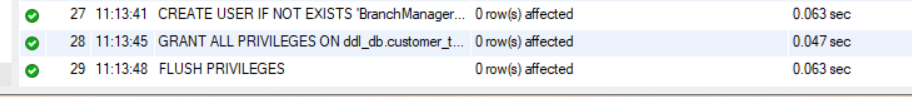 27 11:13:41 CREATE USER IF NOT EXISTS 'BranchManager... 0 row(s) affected 0.063 sec
28 11:13:45 GRANT ALL PRIVILEGES ON ddl_db.customer_t... 0 row(s) affected 0.047 sec
29 11:13:48 FLUSH PRIVILEGES 0 row(s) affected 0.063 sec